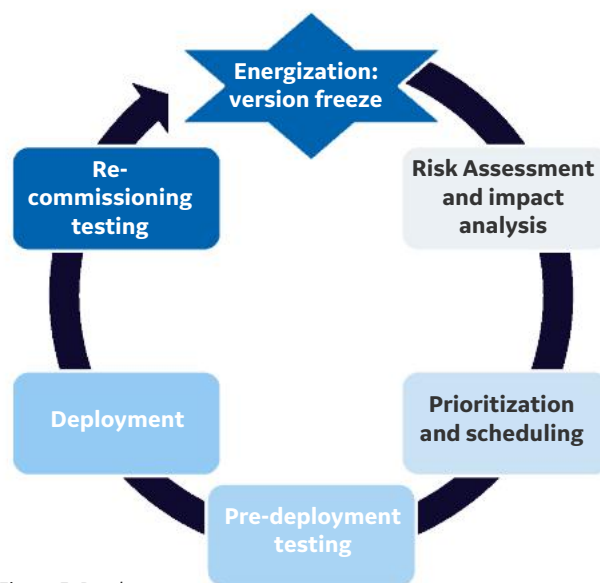 Energization:
version freeze
Risk Assessment
and impact
analysis
Prioritization
and scheduling
Pre-deployment
testing
Deployment
Re-
commissioning
testing